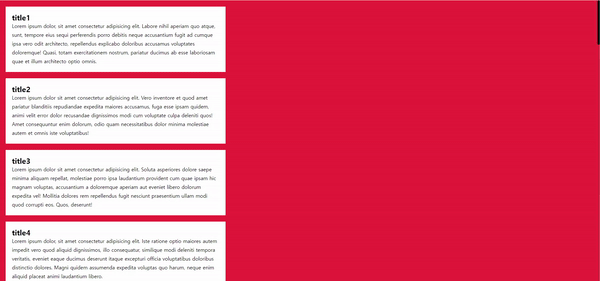 title1
Lorem ipsum dolor, sit amet consectetur adipisicing elit. Labore nihil aperiam quo atque,
sunt, tempore eius sequi perferendis porro debitis neque accusantium fugit ad cumque
ipsa vero odit architecto, repellendus explicabo doloribus accusamus voluptates
doloremque! Quasi, totam exercitationem nostrum, pariatur ducimus ab esse laboriosam
quae et illum architecto optio omnis.
title2
Lorem ipsum dolor, sit amet consectetur adipisicing elit. Vero inventore et quod amet
pariatur blanditiis repudiandae expedita maiores accusamus, fuga esse ipsam quidem,
animi velit error dolor recusandae dignissimos modi cum voluptate culpa deleniti quos!
Amet consequuntur enim dolorum, odio quam necessitatibus dolor minima molestiae
autem et omnis iste voluptatibus!
title3
Lorem ipsum dolor, sit amet consectetur adipisicing elit. Soluta asperiores dolore saepe
minima aliquam repellat, molestiae porro ipsa laudantium provident cum quae ipsam hic
magnam voluptas, accusantium a doloremque aperiam aut eveniet libero dolorum
expedita vel! Mollitia dolores rem repellendus fugit nesciunt praesentium ullam modi
quod corrupti eos. Quos, deserunt!
title4
Lorem ipsum dolor, sit amet consectetur adipisicing elit. Iste ratione optio maiores autem
impedit vero quod aliquid dignissimos, illo consequatur, similique modi deleniti tempora
veritatis, eveniet eaque ducimus deserunt itaque excepturi officia voluptatibus doloribus
distinctio dolores. Magni quidem assumenda expedita voluptas quo harum, neque enim
aliquid placeat animi laudantium libero.